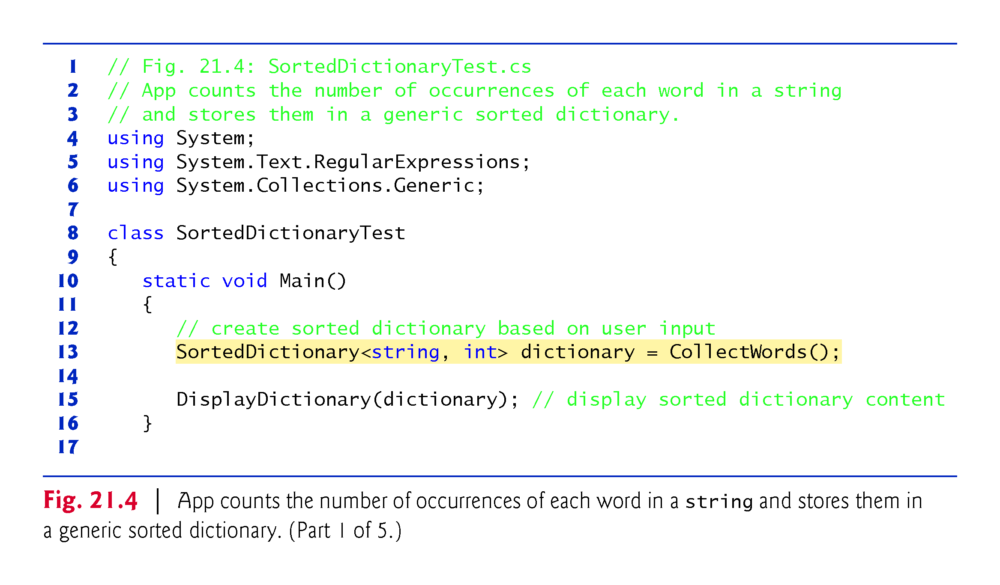 1 // Fig. 21.4: SortedDictionaryTest.cs
2 // App counts the number of occurrences of each word in a string
3 // and stores them in a generic sorted dictionary.
4 using System;
5 using System.Text.RegularExpressions;
6 using System.Collections.Generic;
7
8 class SortedDictionaryTest
9 {
10    static void Main()
11    {
12       // create sorted dictionary based on user input
13       SortedDictionary<string, int> dictionary = CollectWords();
14
15       DisplayDictionary(dictionary); // display sorted dictionary content
16    }
17
Fig. 21.4 | App counts the number of occurrences of each word in a string and stores them in
a generic sorted dictionary. (Part 1 of 5.)